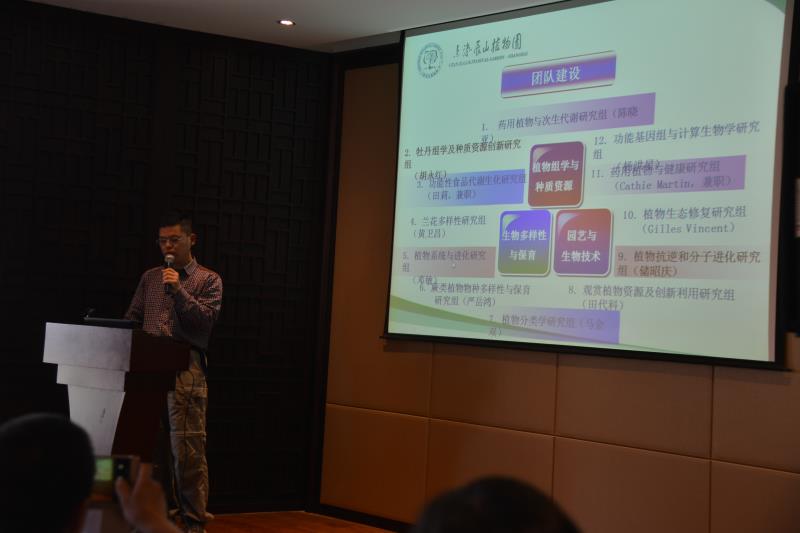 上海辰山植物园
团队建设
1. 药用植物与次生代谢研究组（陈晓
亚）
2. 牡丹组学及种质资源创新研究
组
（胡永红）
3. 功能性食品代谢生化研究组
（田莉，兼职）
4. 兰花多样性研究组
（黄卫昌）
5. 植物系统与进化研究
组
6. 蕨类植物物种多样性与保育
研究组（严岳鸿）
7. 植物分类学研究组（马金
双）
8. 观赏植物资源及创新利用研究组
（田代科）
9. 植物抗逆和分子进化研究
组（储昭庆）
10. 植物生态修复研究组
（Gilles Vincent）
11. 药用植物与健康研究组
（Cathie Martin，兼职）
12. 功能基因组与计算生物学研究
组
植物组学与
种质资源
生物多样性
与保育
园艺与
生物技术